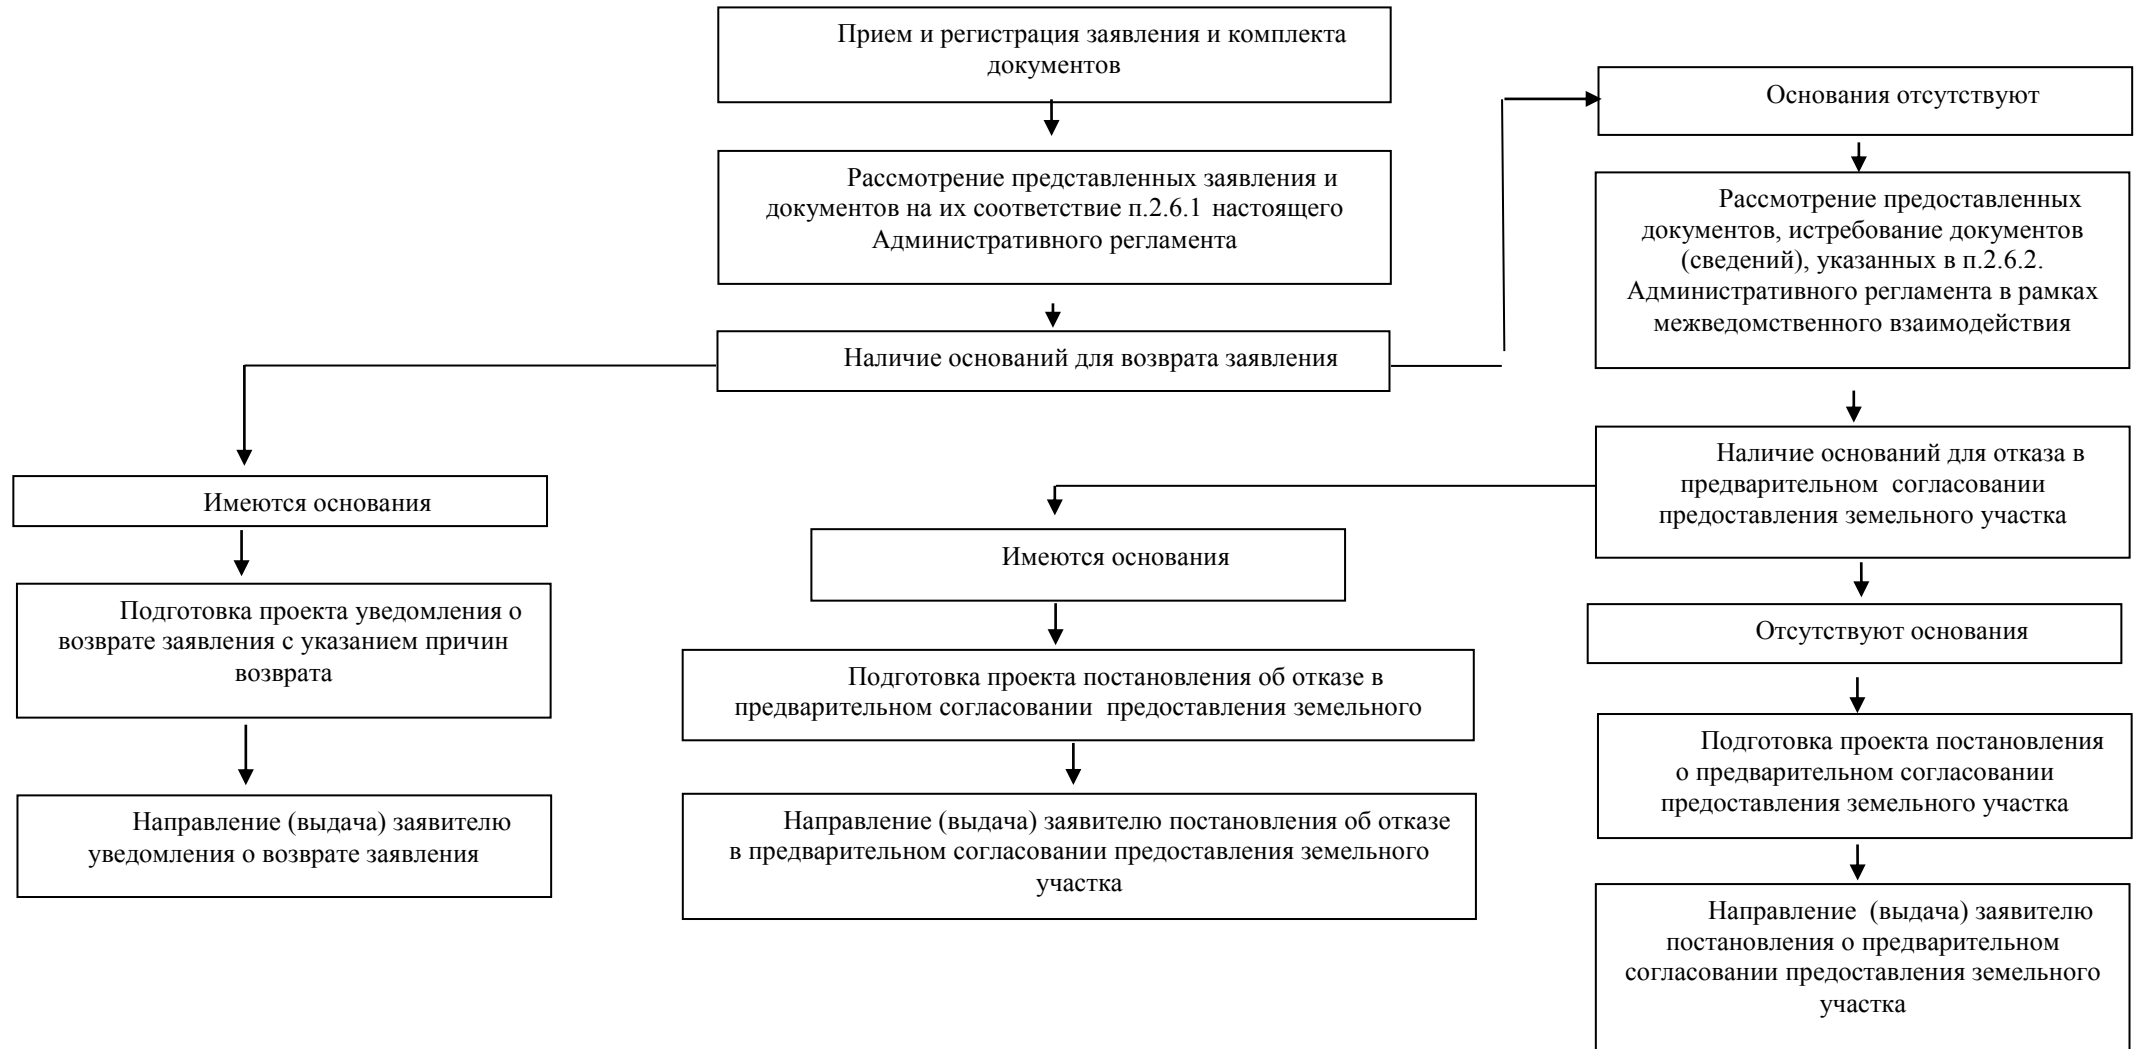 Прием и регистрация заявления и комплекта
документов
Рассмотрение представленных заявления и
документов на их соответствие п.2.6.1 настоящего
Административного регламента
Наличие оснований для возврата заявления
Основания отсутствуют
Рассмотрение предоставленных
документов, истребование документов
(сведений), указанных в п.2.6.2.
Административного регламента в рамках
межведомственного взаимодействия
Наличие оснований для отказа в
предварительном согласовании
предоставления земельного участка
Имеются основания
Подготовка проекта уведомления о
возврате заявления с указанием причин
возврата
Направление (выдача) заявителю
уведомления о возврате заявления
Имеются основания
Подготовка проекта постановления об отказе в
предварительном согласовании предоставления земельного
Направление (выдача) заявителю постановления об отказе
в предварительном согласовании предоставления земельного
участка
Отсутствуют основания
Подготовка проекта постановления
о предварительном согласовании
предоставления земельного участка
Направление (выдача) заявителю
постановления о предварительном
согласовании предоставления земельного
участка